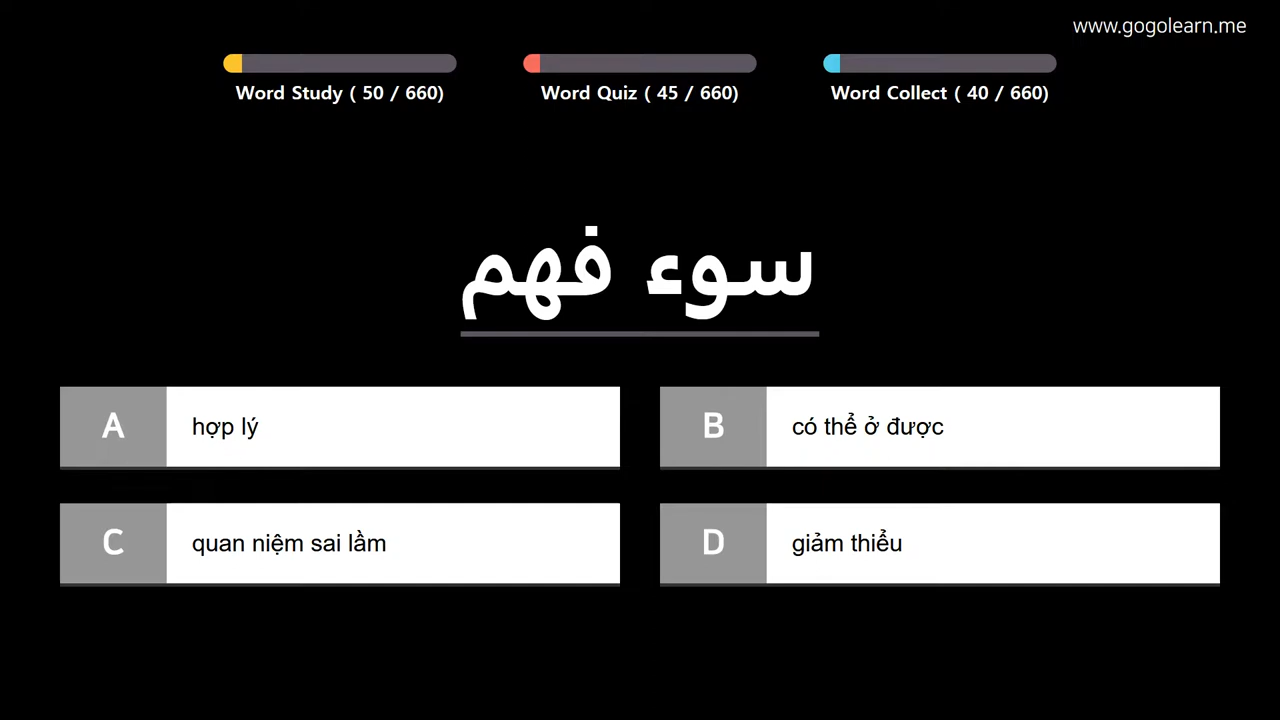 www.gogolearn.me
Word Study ( 50 / 660)
Word Quiz ( 45 / 660)
Word Collect ( 40 / 660)
سوء فهم
A hợp lý
B có thể ở được
C quan niệm sai lầm
D giảm thiểu